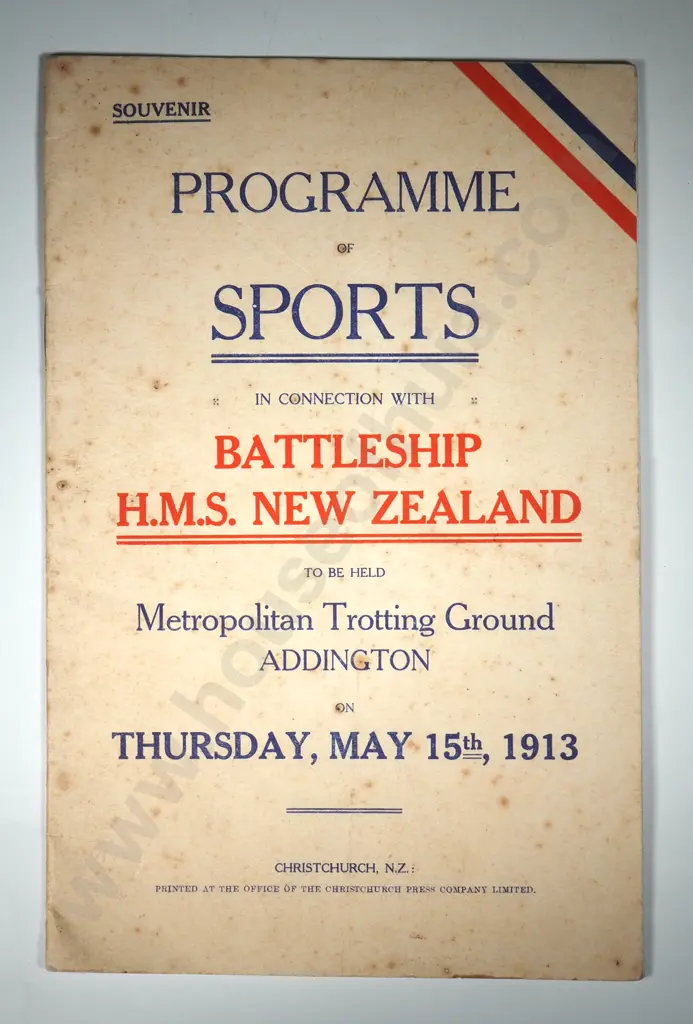 SOUVENIR
PROGRAMME
OF
SPORTS
:: IN CONNECTION WITH ::
BATTLESHIP
H.M.S. NEW ZEALAND
TO BE HELD
Metropolitan Trotting Ground
ADDINGTON
ON
THURSDAY, MAY 15th, 1913
CHRISTCHURCH, N.Z.:
PRINTED AT THE OFFICE OF THE CHRISTCHURCH PRESS COMPANY LIMITED.